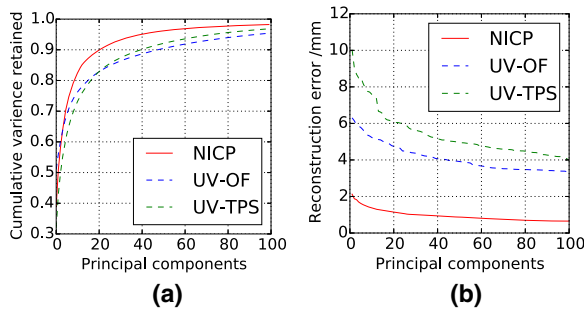 1.0
0.9
0.8
0.7
0.6
0.5
0.4
0.3
Cumulative varience retained
NICP
UV-OF
UV-TPS
0 20 40 60 80 100
Principal components
(a)
12
10
8
6
4
2
0
Reconstruction error /mm
NICP
UV-OF
UV-TPS
0 20 40 60 80 100
Principal components
(b)